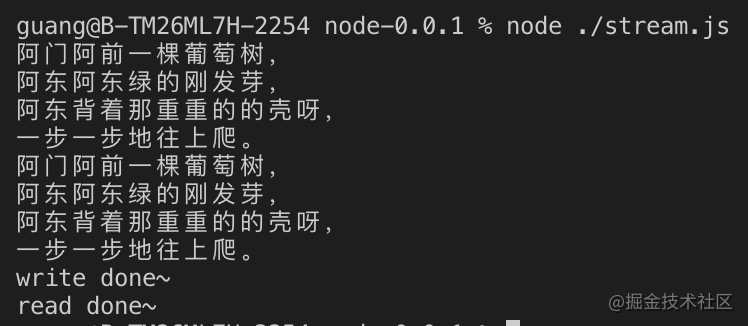 guang@B-TM26ML7H-2254 node-0.0.1 % node ./stream.js
阿门阿前一棵葡萄树，
阿东阿东绿的刚发芽，
阿东背着那重重的的壳呀，
一步一步地往上爬。
阿门阿前一棵葡萄树，
阿东阿东绿的刚发芽，
阿东背着那重重的的壳呀，
一步一步地往上爬。
write done~
read done~
@掘金技术社区